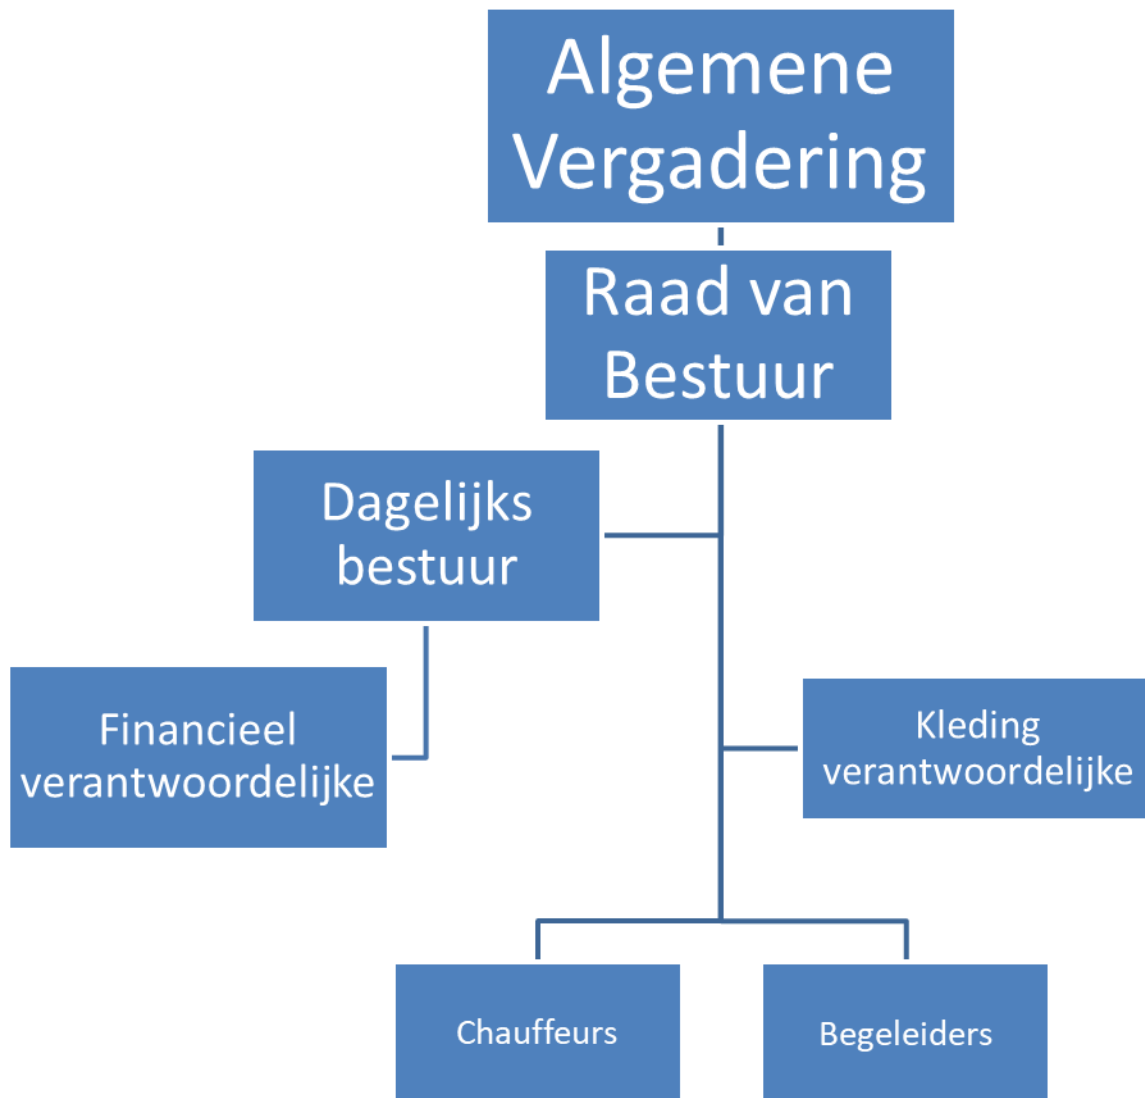 Algemene
Vergadering
Raad van
Bestuur
Dagelijks
bestuur
Financieel
verantwoordelijke
Kleding
verantwoordelijke
Chauffeurs
Begeleiders